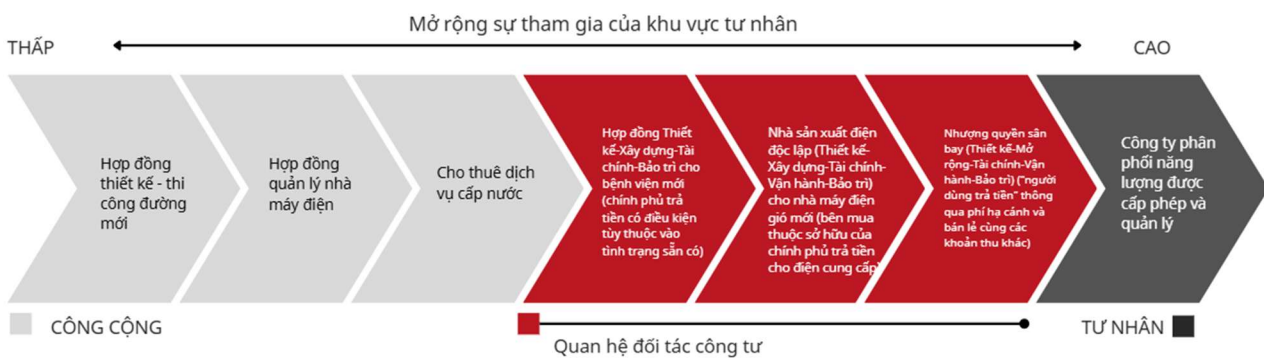 Mở rộng sự tham gia của khu vực tư nhân
THẤP
CAO
Hợp đồng
thiết kế - thi
công đường
mới
Hợp đồng
quản lý nhà
máy điện
Cho thuê dịch
vụ cấp nước
Hợp đồng Thiết
kế-Xây dựng-Tài
chính-Bảo trì cho
bệnh viện mới
(chính phủ trả
tiền có điều kiện
tùy thuộc vào
tình trạng sẵn có)
Nhà sản xuất điện
độc lập (Thiết kế-
Xây dựng-Tài chính-
Vận hành-Bảo trì)
cho nhà máy điện
gió mới (bên mua
thuộc sở hữu của
chính phủ trả tiền
cho điện cung cấp)
Nhượng quyền sân
bay (Thiết kế-Mở
rộng-Tài chính-Vận
hành-Bảo trì) ("người
dùng trả tiền" thông
qua phí hạ cánh và
bán lẻ cùng các
khoản thu khác)
Công ty phân
phối năng
lượng được
cấp phép và
quản lý
CÔNG CỘNG
Quan hệ đối tác công tư
TƯ NHÂN